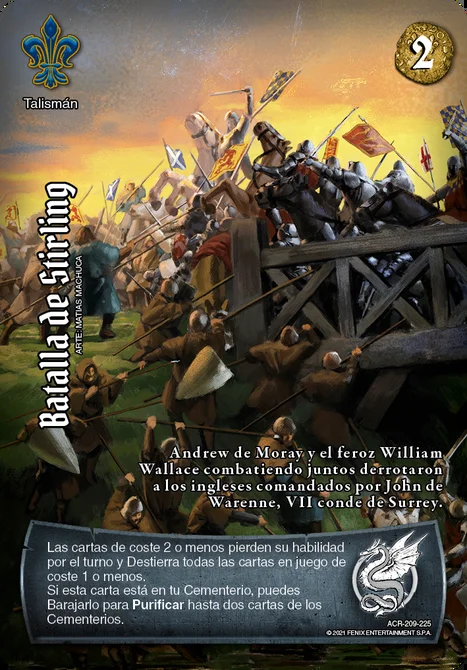 2
Talismán
Batalla de Stirling
ARTE: MATIAS MACHUCA
Andrew de Moray y el feroz William
Wallace combatiendo juntos derrotaron
a los ingleses comandados por John de
Warenne, VII conde de Surrey.
Las cartas de coste 2 o menos pierden su habilidad
por el turno y Destierra todas las cartas en juego de
coste 1 o menos.
Si esta carta está en tu Cementerio, puedes
Barajarlo para Purificar hasta dos cartas de los
Cementerios.
ACR-209-225
© 2021 FENIX ENTERTAINMENT S.P.A.